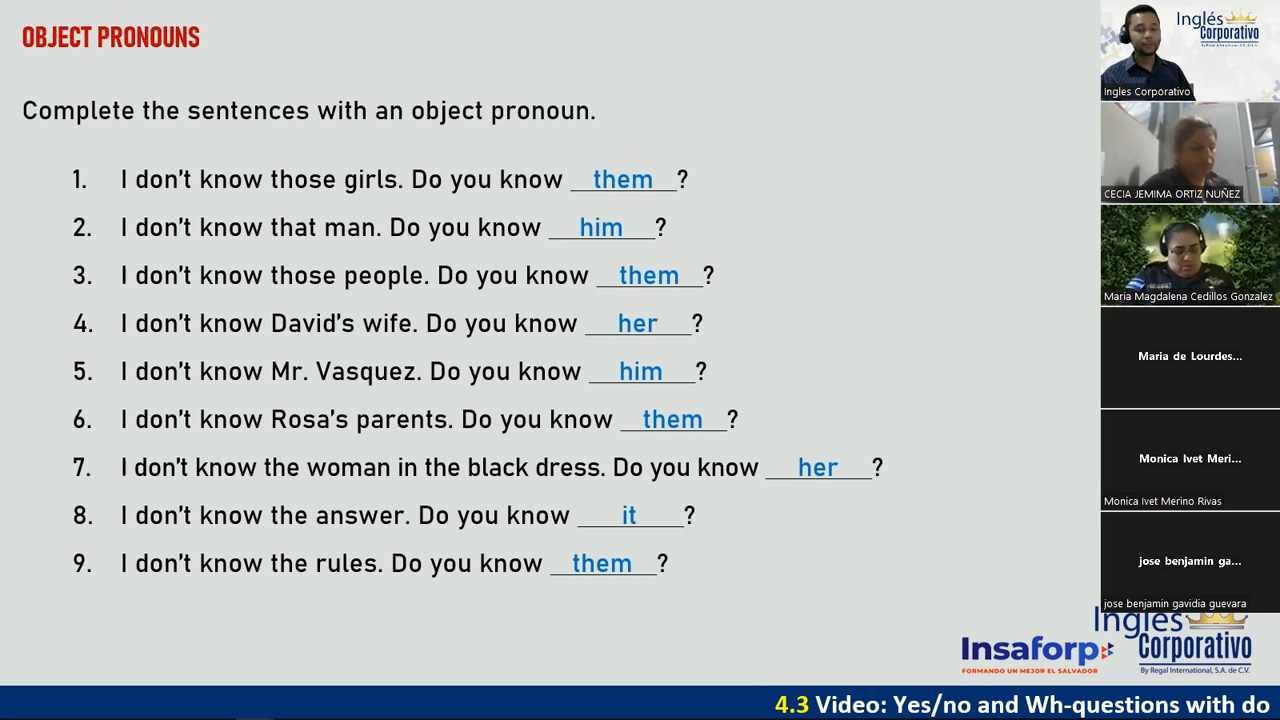 OBJECT PRONOUNS
Complete the sentences with an object pronoun.
1. I don't know those girls. Do you know them?
2. I don't know that man. Do you know him?
3. I don't know those people. Do you know them?
4. I don't know David's wife. Do you know her?
5. I don't know Mr. Vasquez. Do you know him?
6. I don't know Rosa's parents. Do you know them?
7. I don't know the woman in the black dress. Do you know her?
8. I don't know the answer. Do you know it?
9. I don't know the rules. Do you know them?
Inglés
Corporativo
By Regal International, S.A. de C.V.
Ingles Corporativo
CECIA JEMIMA ORTIZ NUÑEZ
Maria Magdalena Cedillos Gonzalez
Maria de Lourdes...
Monica Ivet Meri...
Monica Ivet Merino Rivas
jose benjamin ga...
jose benjamin gavidia guevara
Insaforp
FORMANDO UN MEJOR EL SALVADOR
Inglés
Corporativo
By Regal International, S.A. de C.V.
4.3 Video: Yes/no and Wh-questions with do